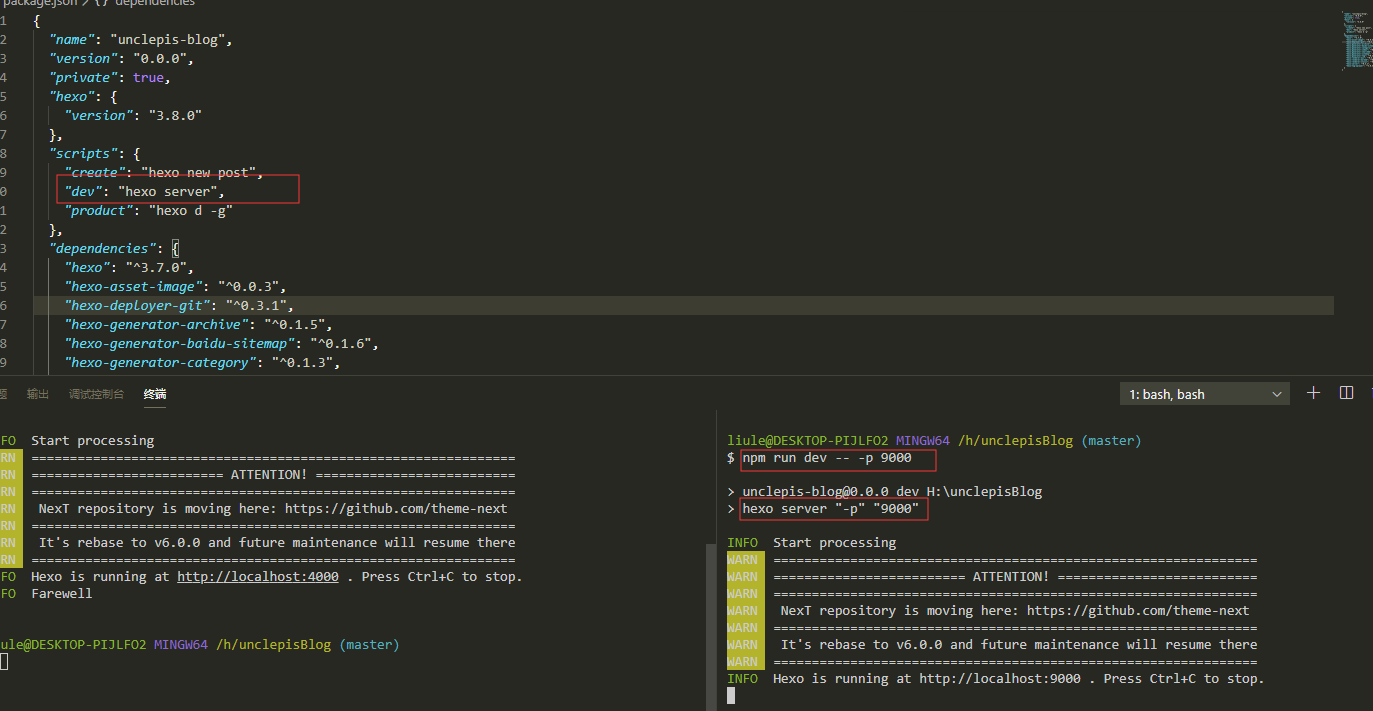 package.json > {} dependencies
1 {
2 "name": "unclepis-blog",
3 "version": "0.0.0",
4 "private": true,
5 "hexo": {
6 "version": "3.8.0"
7 },
8 "scripts": {
9 "create": "hexo new post",
0 "dev": "hexo server",
1 "product": "hexo d -g"
2 },
3 "dependencies": {
4 "hexo": "^3.7.0",
5 "hexo-asset-image": "^0.0.3",
6 "hexo-deployer-git": "^0.3.1",
7 "hexo-generator-archive": "^0.1.5",
8 "hexo-generator-baidu-sitemap": "^0.1.6",
9 "hexo-generator-category": "^0.1.3",
题 输出 调试控制台 终端
1: bash, bash
FO Start processing
RN ===============================================================
RN ========================= ATTENTION! ==========================
RN ===============================================================
RN NexT repository is moving here: https://github.com/theme-next
RN ===============================================================
RN It's rebase to v6.0.0 and future maintenance will resume there
RN ===============================================================
FO Hexo is running at http://localhost:4000 . Press Ctrl+C to stop.
FO Farewell
ule@DESKTOP-PIJLFO2 MINGW64 /h/unclepisBlog (master)
liule@DESKTOP-PIJLFO2 MINGW64 /h/unclepisBlog (master)
$ npm run dev -- -p 9000
> unclepis-blog@0.0.0 dev H:\unclepisBlog
> hexo server "-p" "9000"
INFO Start processing
WARN ===============================================================
WARN ========================= ATTENTION! ==========================
WARN ===============================================================
WARN NexT repository is moving here: https://github.com/theme-next
WARN ===============================================================
WARN It's rebase to v6.0.0 and future maintenance will resume there
WARN ===============================================================
INFO Hexo is running at http://localhost:9000 . Press Ctrl+C to stop.